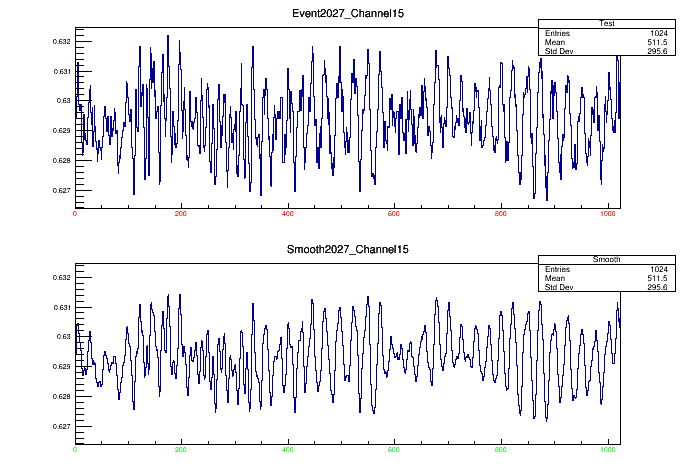 Event2027_Channel15
Test
Entries 1024
Mean 511.5
Std Dev 295.6
0.632
0.631
0.63
0.629
0.628
0.627
0 200 400 600 800 1000
Smooth2027_Channel15
Smooth
Entries 1024
Mean 511.5
Std Dev 295.6
0.632
0.631
0.63
0.629
0.628
0.627
0 200 400 600 800 1000